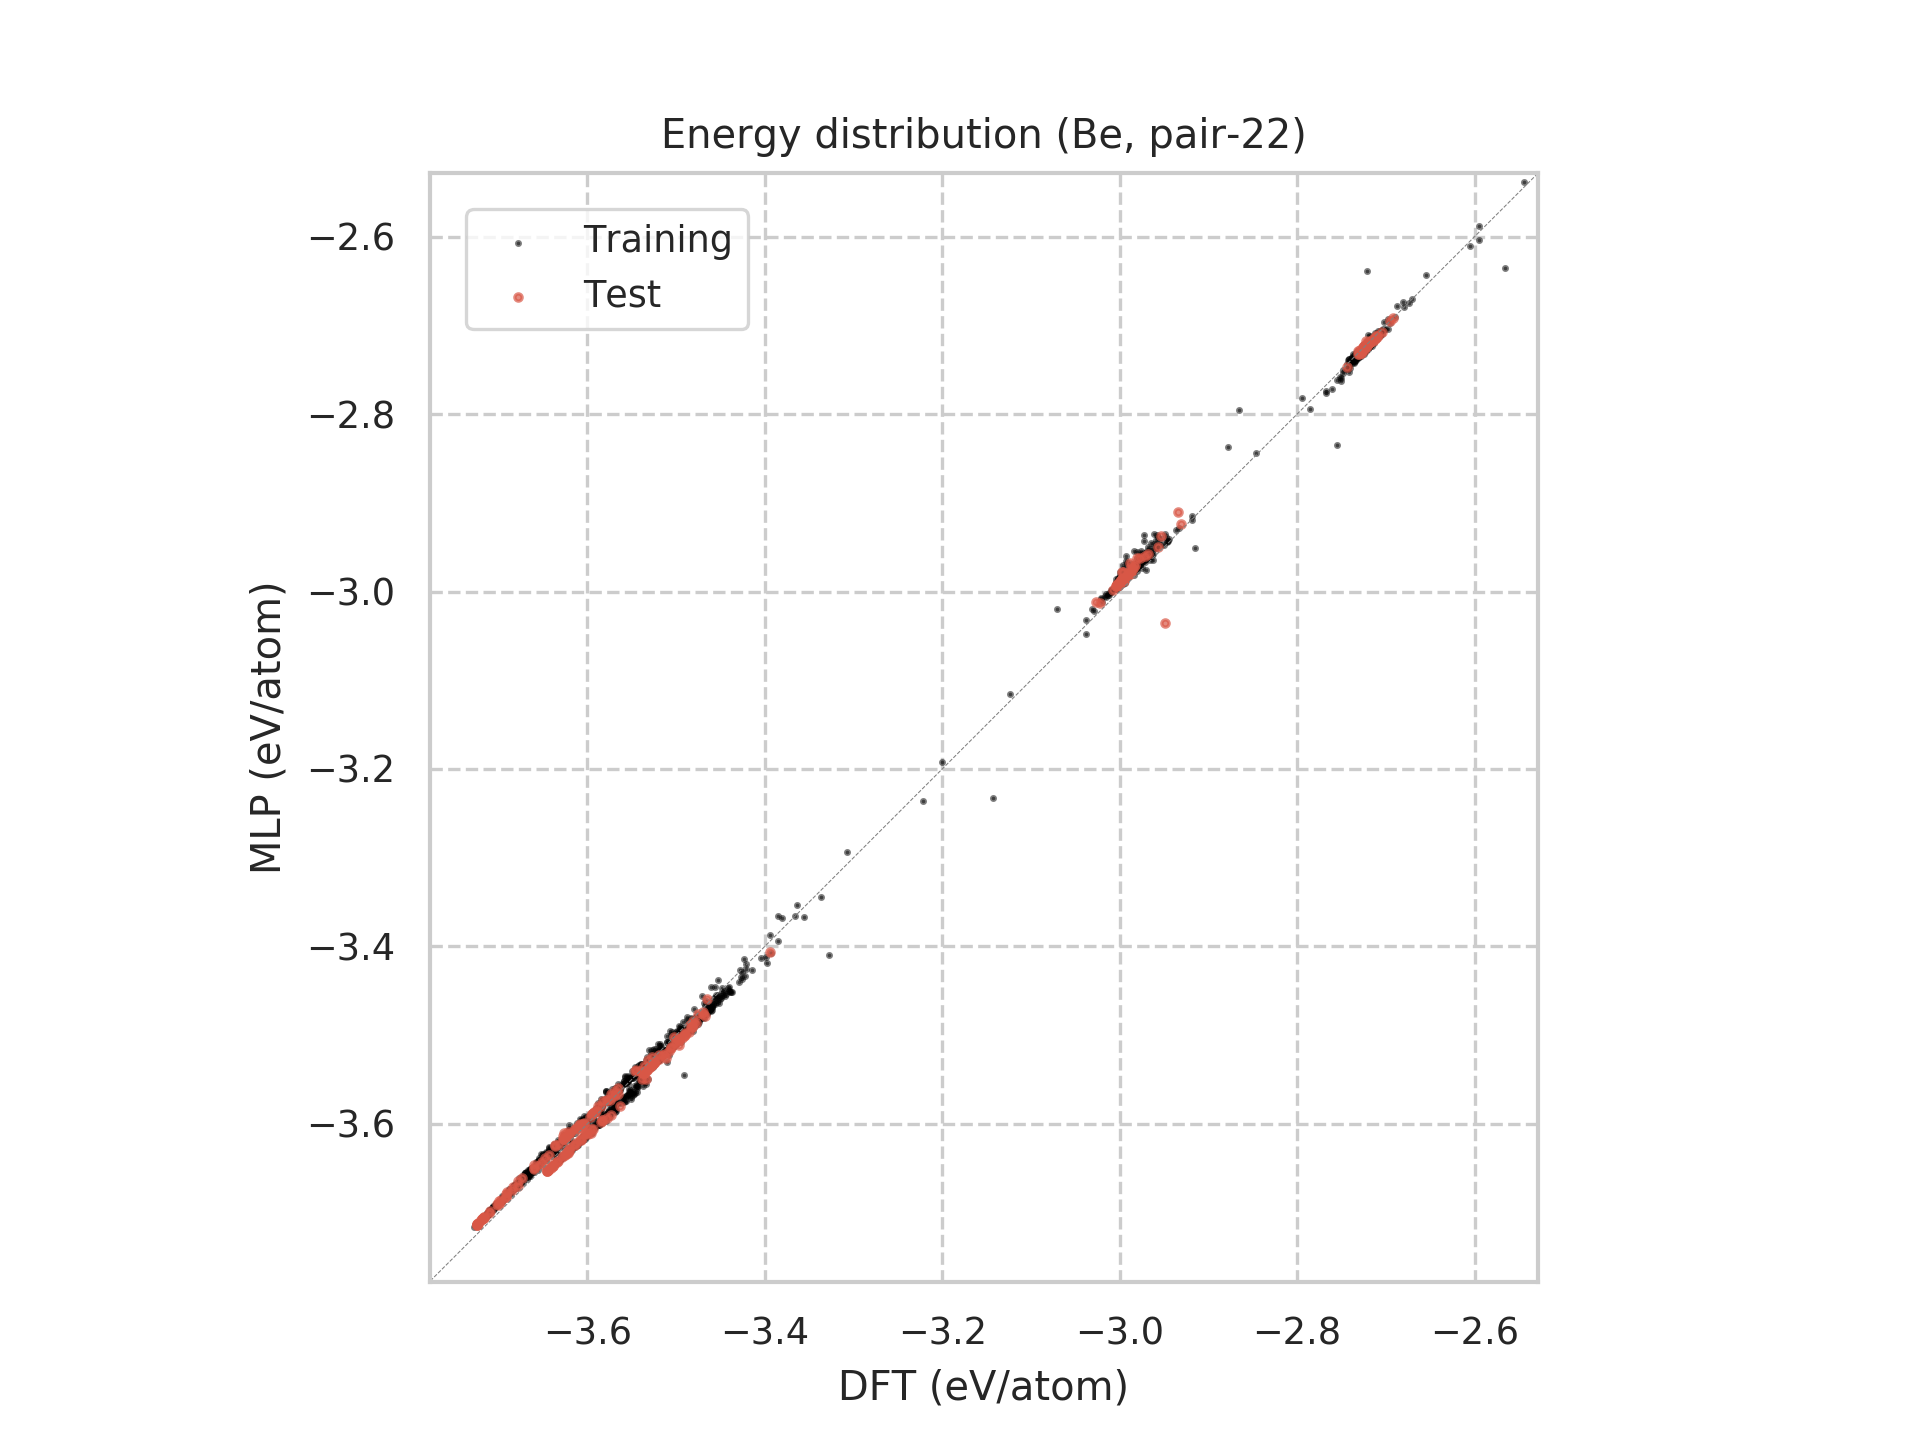 Energy distribution (Be, pair-22)
Training
Test
−2.6
−2.8
−3.0
−3.2
−3.4
−3.6
MLP (eV/atom)
−3.6 −3.4 −3.2 −3.0 −2.8 −2.6
DFT (eV/atom)